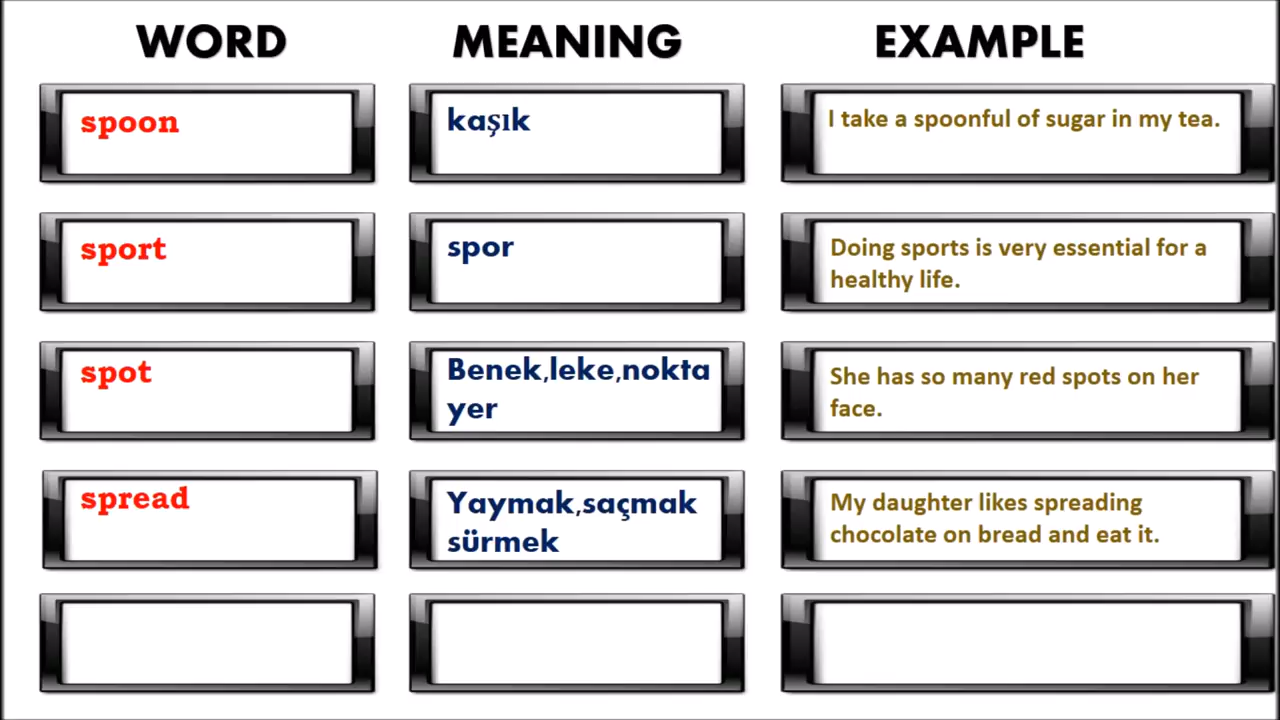 WORD MEANING EXAMPLE
spoon kaşık I take a spoonful of sugar in my tea.
sport spor Doing sports is very essential for a
healthy life.
spot Benek,leke,nokta She has so many red spots on her
yer face.
spread Yaymak,saçmak My daughter likes spreading
sürmek chocolate on bread and eat it.